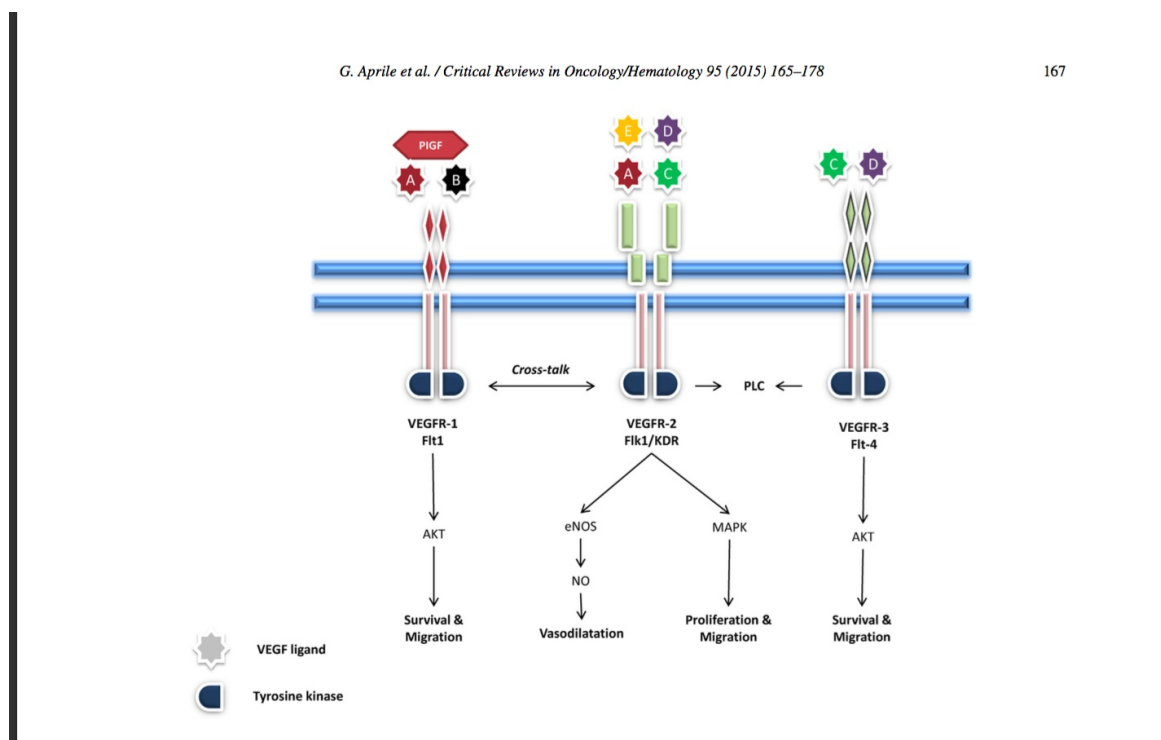 G. Aprile et al. / Critical Reviews in Oncology/Hematology 95 (2015) 165–178
167
PIGF
A
B
E
D
A
C
C
D
Cross-talk
PLC
VEGFR-1
Flt1
VEGFR-2
Flk1/KDR
VEGFR-3
Flt-4
AKT
eNOS
MAPK
AKT
NO
Survival &
Migration
Vasodilatation
Proliferation &
Migration
Survival &
Migration
VEGF ligand
Tyrosine kinase